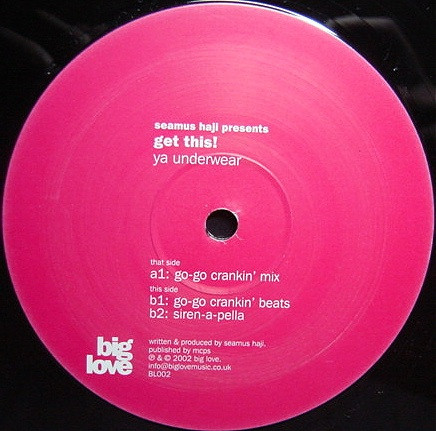 seamus haji presents
get this!
ya underwear
that side
a1: go-go crankin' mix
this side
b1: go-go crankin' beats
b2: siren-a-pella
big
love
written & produced by seamus haji.
published by mcps
℗ & © 2002 big love.
info@biglovemusic.co.uk
BL002